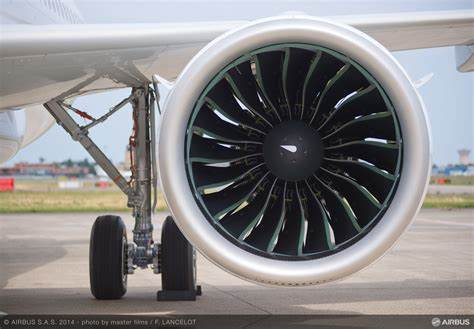 © AIRBUS S.A.S. 2014 - photo by master films / F. LANCELOT
AIRBUS